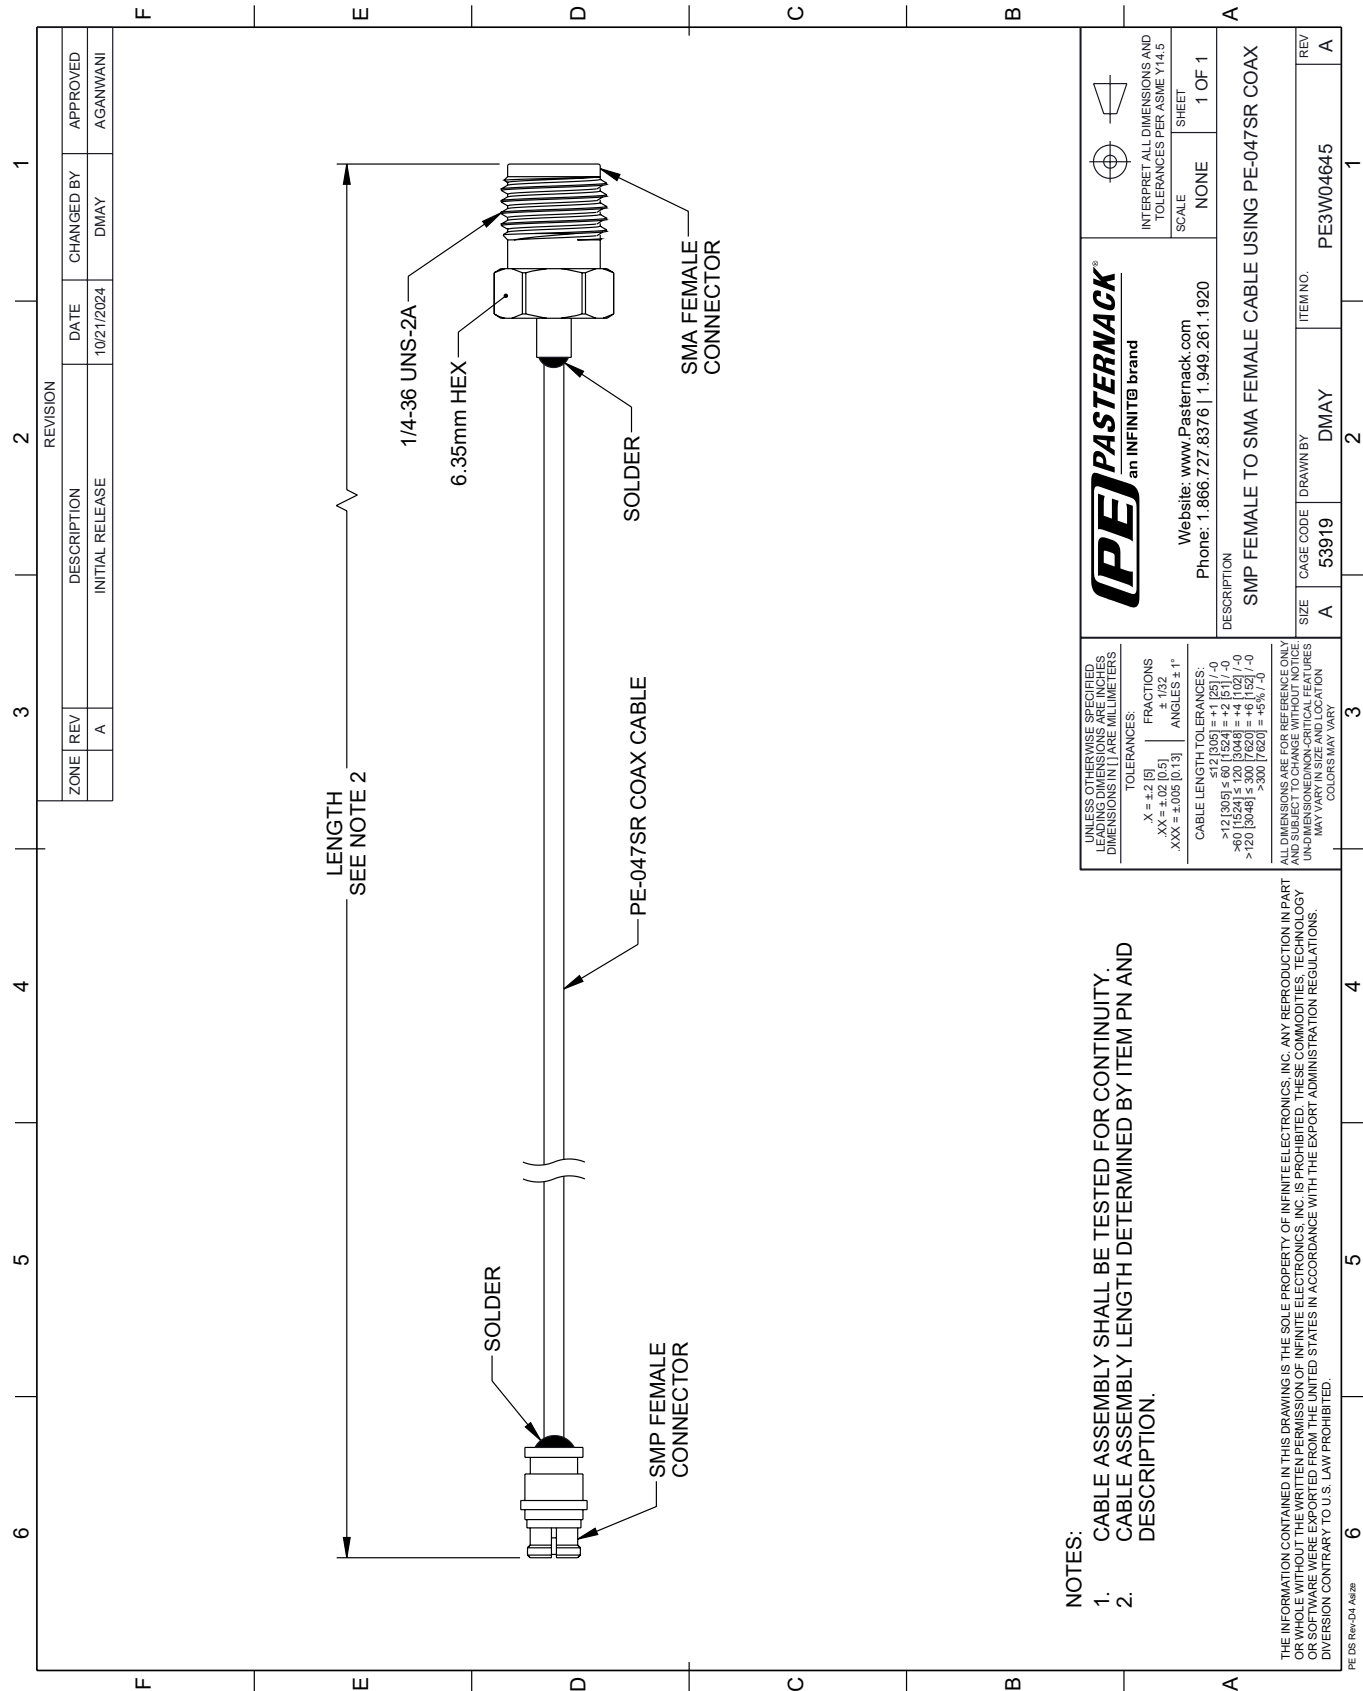 6
5
4
3
2
1
F
E
D
C
B
A
REVISION
ZONE REV DESCRIPTION DATE CHANGED BY APPROVED
A INITIAL RELEASE 10/21/2024 DMAY AGANWANI
LENGTH
SEE NOTE 2
1/4-36 UNS-2A
6.35mm HEX
SOLDER
SOLDER
SMP FEMALE
CONNECTOR
PE-047SR COAX CABLE
SMA FEMALE
CONNECTOR
NOTES:
1. CABLE ASSEMBLY SHALL BE TESTED FOR CONTINUITY.
2. CABLE ASSEMBLY LENGTH DETERMINED BY ITEM PN AND
DESCRIPTION.
THE INFORMATION CONTAINED IN THIS DRAWING IS THE SOLE PROPERTY OF INFINITE ELECTRONICS, INC. ANY REPRODUCTION IN PART
OR WHOLE WITHOUT THE WRITTEN PERMISSION OF INFINITE ELECTRONICS, INC. IS PROHIBITED. THESE COMMODITIES, TECHNOLOGY
OR SOFTWARE WERE EXPORTED FROM THE UNITED STATES IN ACCORDANCE WITH THE EXPORT ADMINISTRATION REGULATIONS.
DIVERSION CONTRARY TO U.S. LAW PROHIBITED.
UNLESS OTHERWISE SPECIFIED
LEADING DIMENSIONS ARE INCHES
DIMENSIONS IN [ ] ARE MILLIMETERS
TOLERANCES:
.X = ±.2 [5]
.XX = ±.02 [0.5]
.XXX = ±.005 [0.13]
FRACTIONS
± 1/32
ANGLES ± 1°
CABLE LENGTH TOLERANCES:
≤12 [305] = +1 [25] / -0
>12 [305] ≤ 60 [1524] = +2 [51] / -0
>60 [1524] ≤ 120 [3048] = +4 [102] / -0
>120 [3048] ≤ 300 [7620] = +6 [152] / -0
>300 [7620] = +5% / -0
ALL DIMENSIONS ARE FOR REFERENCE ONLY
AND SUBJECT TO CHANGE WITHOUT NOTICE.
UN-DIMENSIONED/NON-CRITICAL FEATURES
MAY VARY IN SIZE AND LOCATION
COLORS MAY VARY
PE PASTERNACK®
an INFINIT@ brand
Website: www.Pasternack.com
Phone: 1.866.727.8376 | 1.949.261.1920
INTERPRET ALL DIMENSIONS AND
TOLERANCES PER ASME Y14.5
SCALE NONE
SHEET 1 OF 1
DESCRIPTION
SMP FEMALE TO SMA FEMALE CABLE USING PE-047SR COAX
SIZE CAGE CODE DRAWN BY ITEM NO. REV
A 53919 DMAY PE3W04645 A
F
E
D
C
B
A
6
5
4
3
2
1
PE DS Rev-D4 Asize